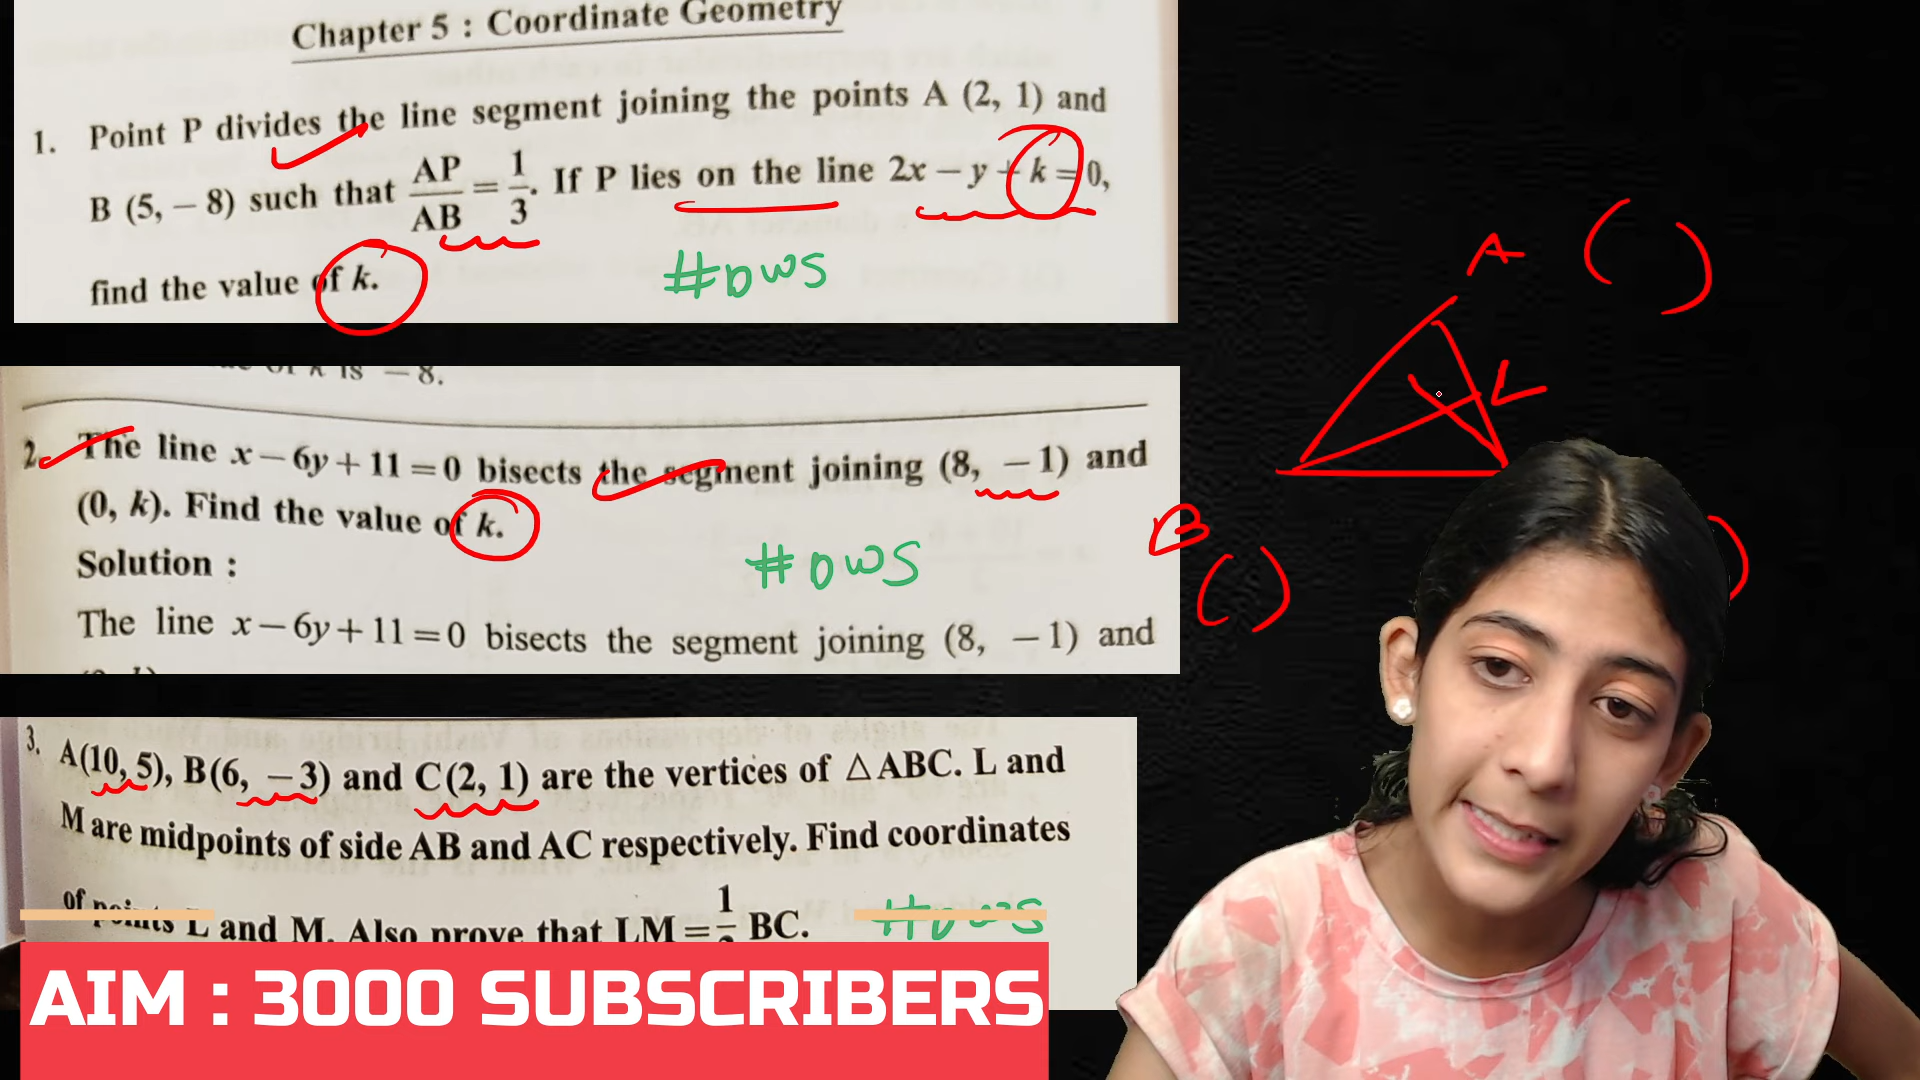 Chapter 5 : Coordinate Geometry
1. Point P divides the line segment joining the points A (2, 1) and
B (5, – 8) such that AP/AB = 1/3. If P lies on the line 2x – y + k = 0,
find the value of k.
#DWS
is – 8.
2. The line x – 6y + 11 = 0 bisects the segment joining (8, – 1) and
(0, k). Find the value of k.
Solution :
#DWS
The line x – 6y + 11 = 0 bisects the segment joining (8, – 1) and
3. A(10, 5), B(6, – 3) and C(2, 1) are the vertices of △ABC. L and
M are midpoints of side AB and AC respectively. Find coordinates
of points L and M. Also prove that LM = 1/2 BC.
#DWS
AIM : 3000 SUBSCRIBERS
A ( )
L
B
( )
)